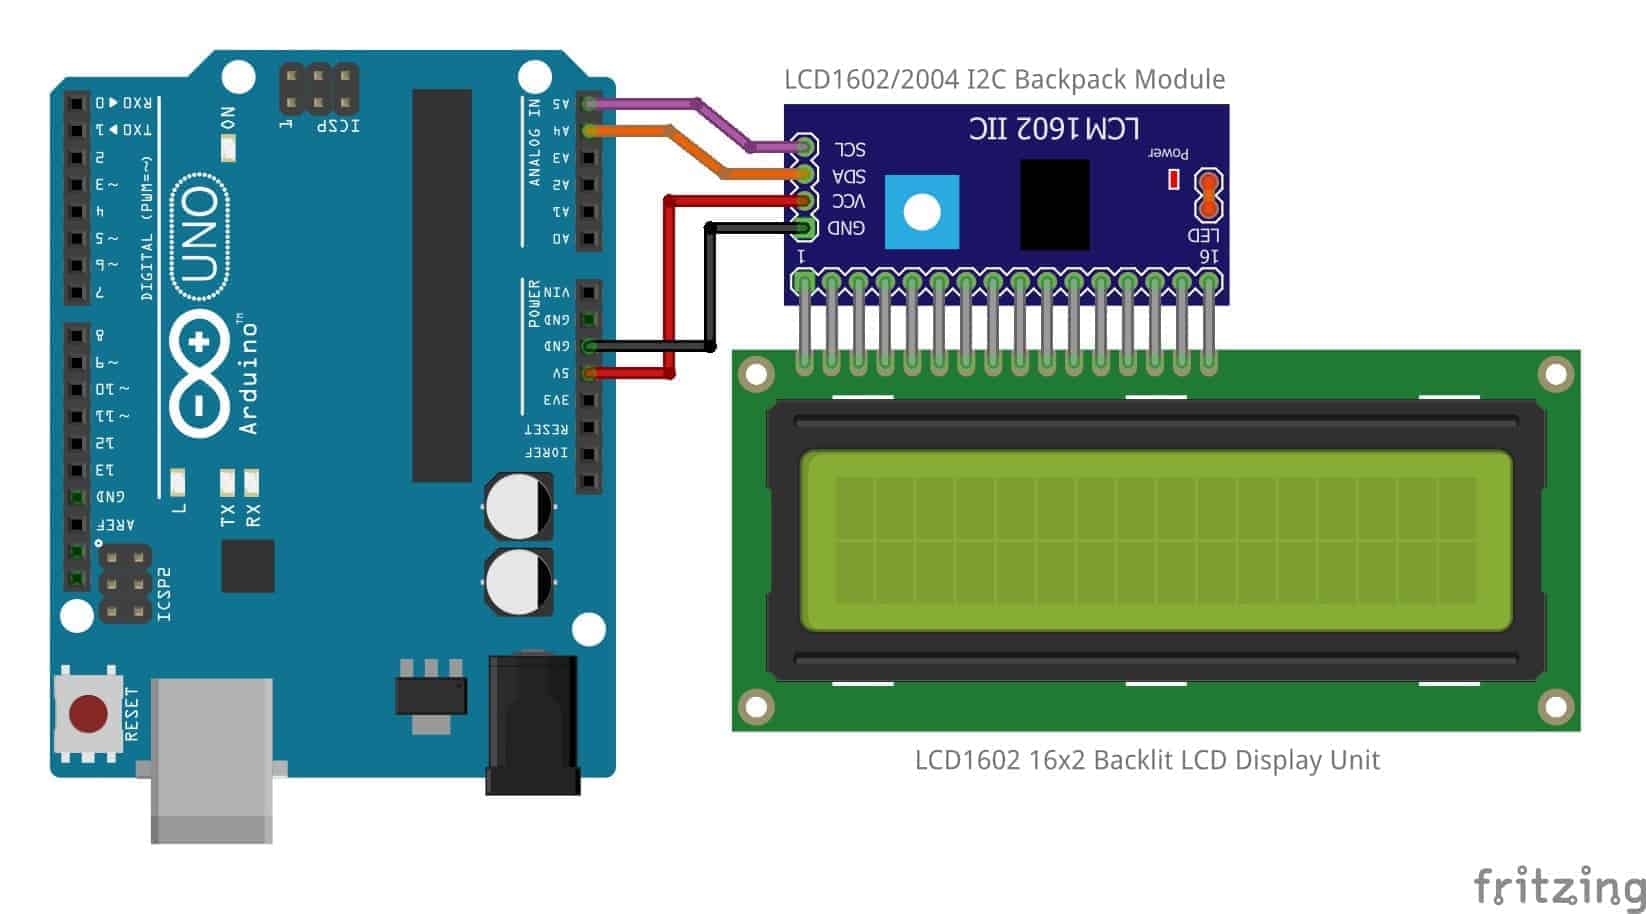 LCD1602/2004 I2C Backpack Module
LCM 1602 IIC
Power
SCL
SDA
VCC
GND
LED
1
16
LCD1602 16x2 Backlit LCD Display Unit
RX0 ◀ 0
TX0 ▶ 1
2
~ 3
4
~ 5
~ 6
7
DIGITAL (PWM=~)
8
~ 9
~ 10
~ 11
12
13
GND
AREF
ON
1
ICSP
UNO
Arduino™
L
TX
RX
ICSP2
RESET
ANALOG IN
A5
A4
A3
A2
A1
A0
POWER
VIN
GND
GND
5V
3V3
RESET
IOREF
fritzing